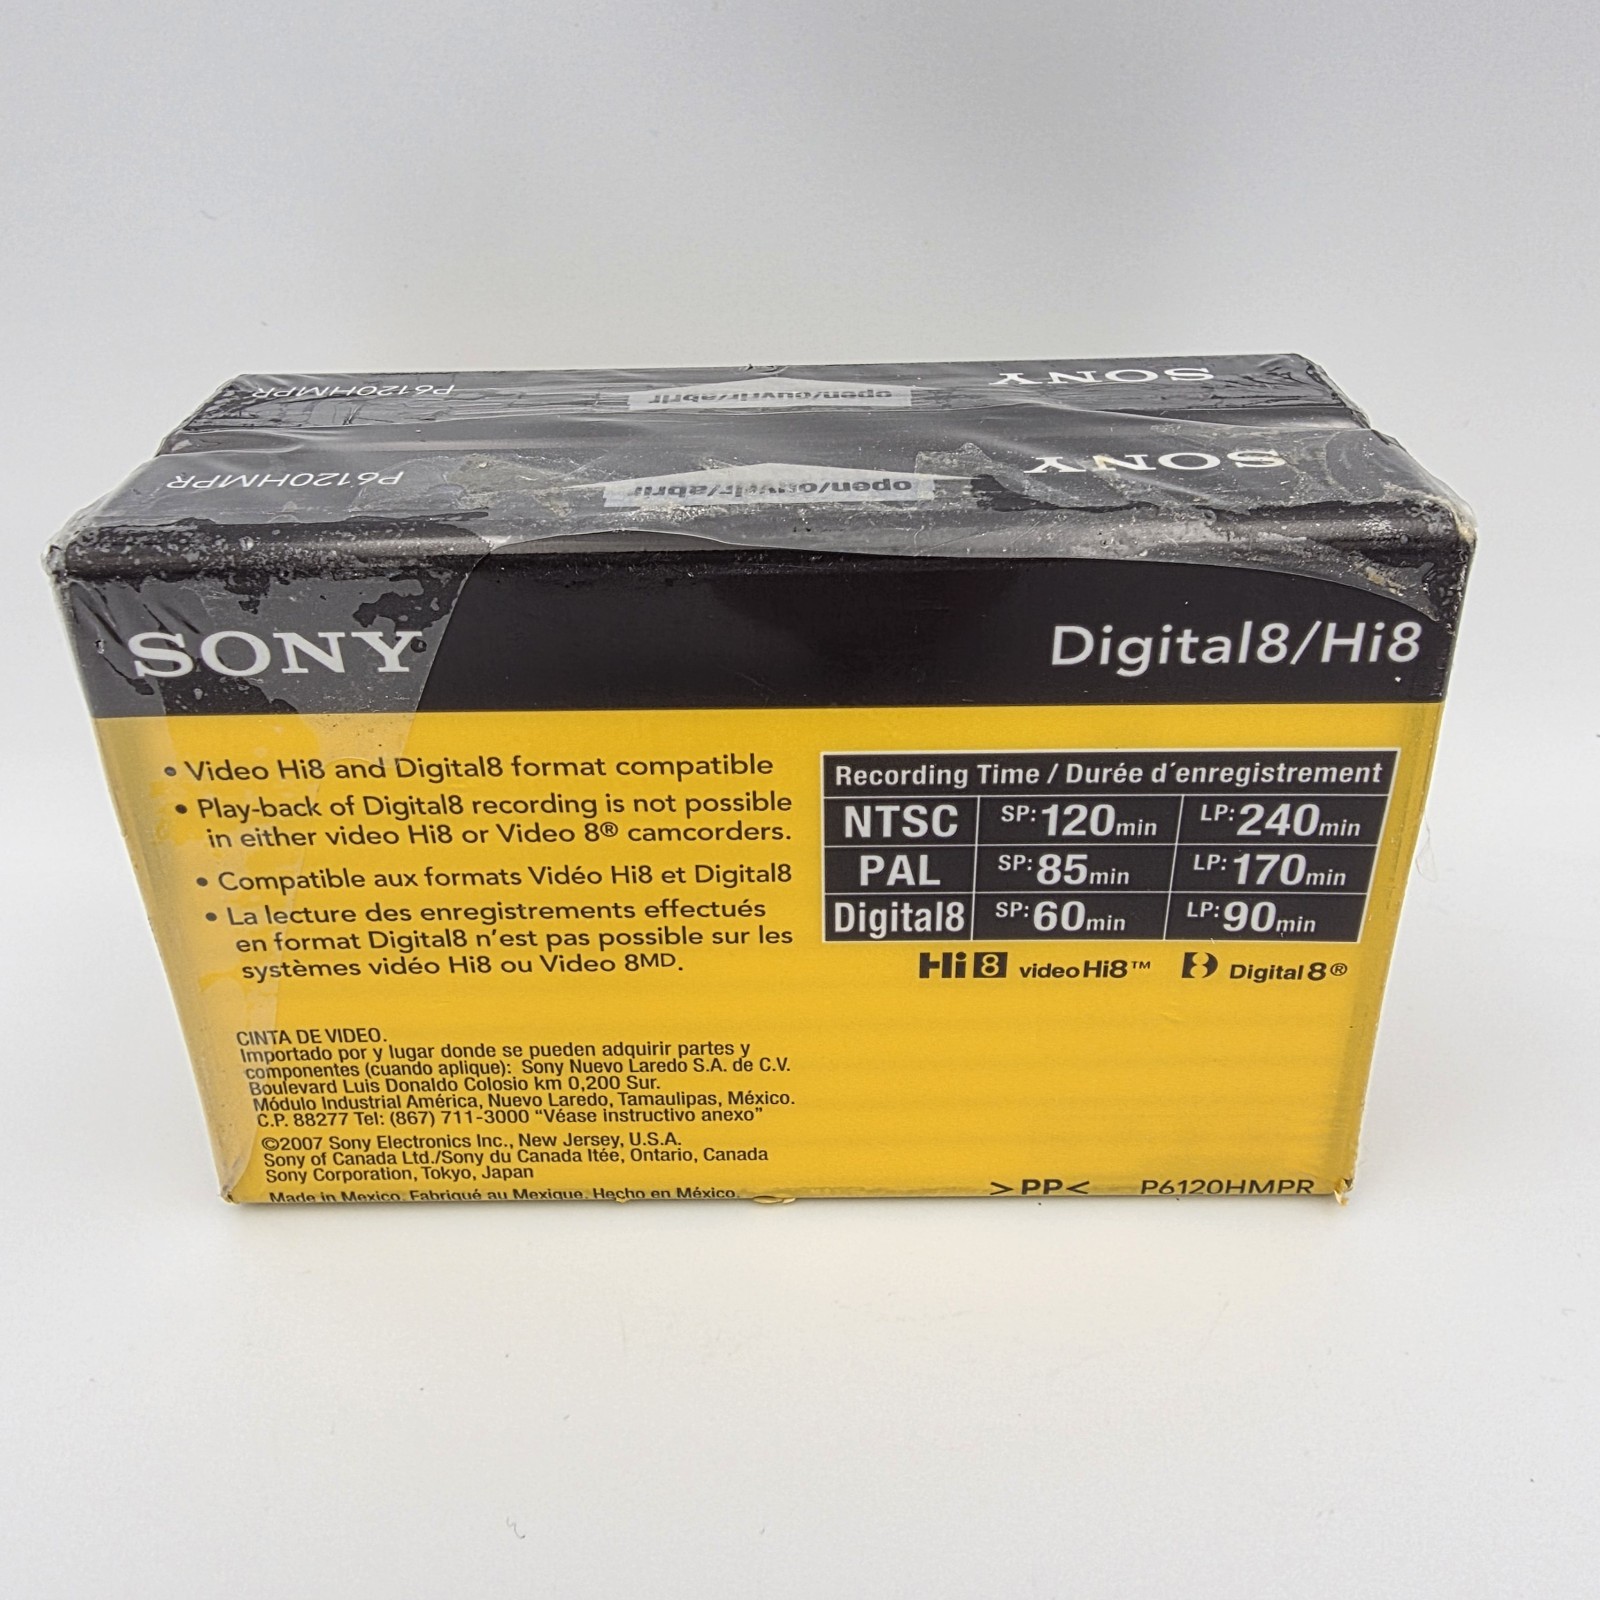 P6120HMPR
open/ouvrir/abrir
SONY
P6120HMPR
open/ouvrir/abrir
SONY
SONY
Digital8/Hi8
• Video Hi8 and Digital8 format compatible
• Play-back of Digital8 recording is not possible
in either video Hi8 or Video 8® camcorders.
• Compatible aux formats Vidéo Hi8 et Digital8
• La lecture des enregistrements effectués
en format Digital8 n'est pas possible sur les
systèmes vidéo Hi8 ou Video 8MD.
Recording Time / Durée d´enregistrement
NTSC SP: 120min LP: 240min
PAL SP: 85min LP: 170min
Digital8 SP: 60min LP: 90min
Hi8 video Hi8™ Digital8®
CINTA DE VIDEO.
Importado por y lugar donde se pueden adquirir partes y
componentes (cuando aplique): Sony Nuevo Laredo S.A. de C.V.
Boulevard Luis Donaldo Colosio km 0,200 Sur.
Módulo Industrial América, Nuevo Laredo, Tamaulipas, México.
C.P. 88277 Tel: (867) 711-3000 “Véase instructivo anexo”
©2007 Sony Electronics Inc., New Jersey, U.S.A.
Sony of Canada Ltd./Sony du Canada ltée, Ontario, Canada
Sony Corporation, Tokyo, Japan
Made in Mexico. Fabriqué au Mexique. Hecho en México.
>PP< P6120HMPR